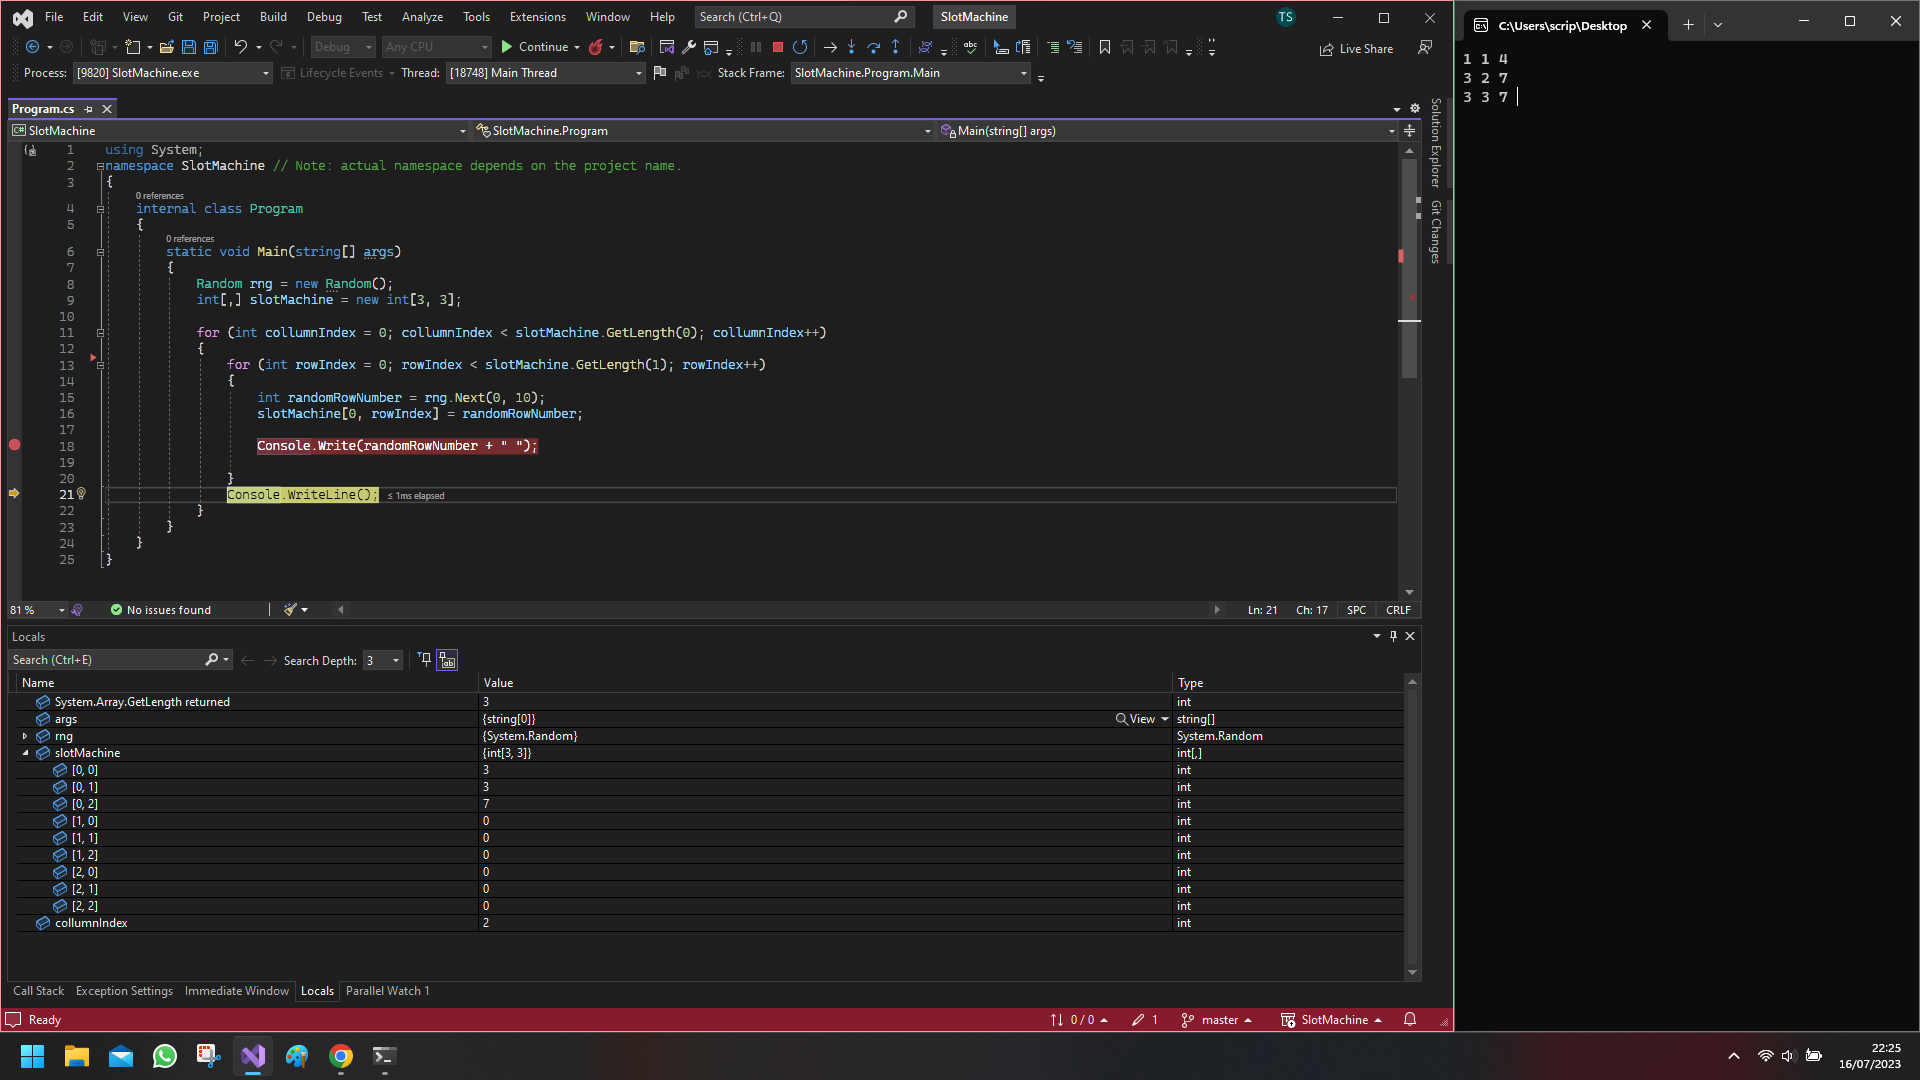 File Edit View Git Project Build Debug Test Analyze Tools Extensions Window Help Search (Ctrl+Q) SlotMachine TS
Debug Any CPU Continue Live Share
Process: [9820] SlotMachine.exe Lifecycle Events Thread: [18748] Main Thread Stack Frame: SlotMachine.Program.Main
Program.cs
SlotMachine SlotMachine.Program Main(string[] args)
1 using System;
2 namespace SlotMachine // Note: actual namespace depends on the project name.
3 {
0 references
4 internal class Program
5 {
0 references
6 static void Main(string[] args)
7 {
8 Random rng = new Random();
9 int[,] slotMachine = new int[3, 3];
10
11 for (int collumnIndex = 0; collumnIndex < slotMachine.GetLength(0); collumnIndex++)
12 {
13 for (int rowIndex = 0; rowIndex < slotMachine.GetLength(1); rowIndex++)
14 {
15 int randomRowNumber = rng.Next(0, 10);
16 slotMachine[0, rowIndex] = randomRowNumber;
17
18 Console.Write(randomRowNumber + " ");
19
20 }
21 Console.WriteLine(); ≤ 1ms elapsed
22 }
23 }
24 }
25 }
81 % No issues found Ln: 21 Ch: 17 SPC CRLF
Locals
Search (Ctrl+E) Search Depth: 3
Name Value Type
System.Array.GetLength returned 3 int
args {string[0]} View string[]
rng {System.Random} System.Random
slotMachine {int[3, 3]} int[,]
[0, 0] 3 int
[0, 1] 3 int
[0, 2] 7 int
[1, 0] 0 int
[1, 1] 0 int
[1, 2] 0 int
[2, 0] 0 int
[2, 1] 0 int
[2, 2] 0 int
collumnIndex 2 int
Call Stack Exception Settings Immediate Window Locals Parallel Watch 1
Ready 0 / 0 1 master SlotMachine
Solution Explorer
Git Changes
C:\Users\scrip\Desktop
1 1 4
3 2 7
3 3 7
22:25
16/07/2023